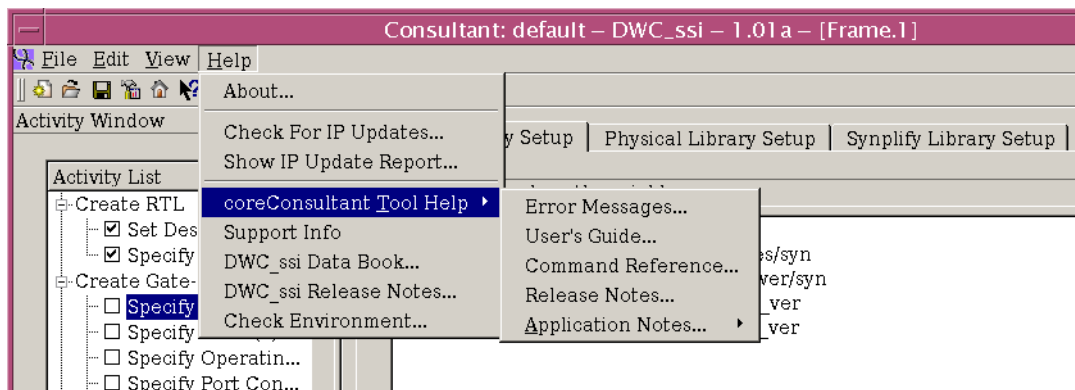 Consultant: default – DWC_ssi – 1.01a – [Frame.1]
File Edit View Help
About...
Activity Window
Check For IP Updates...
Setup Physical Library Setup Synplify Library Setup
Show IP Update Report...
Activity List
Create RTL
coreConsultant Tool Help
Error Messages...
Set Des
Support Info
User's Guide...
Specify
DWC_ssi Data Book...
es/syn
Command Reference...
Create Gate-
ver/syn
DWC_ssi Release Notes...
Release Notes...
Specify
_ver
Check Environment...
Application Notes...
Specify
_ver
Specify Operatin...
Specify Port Con...